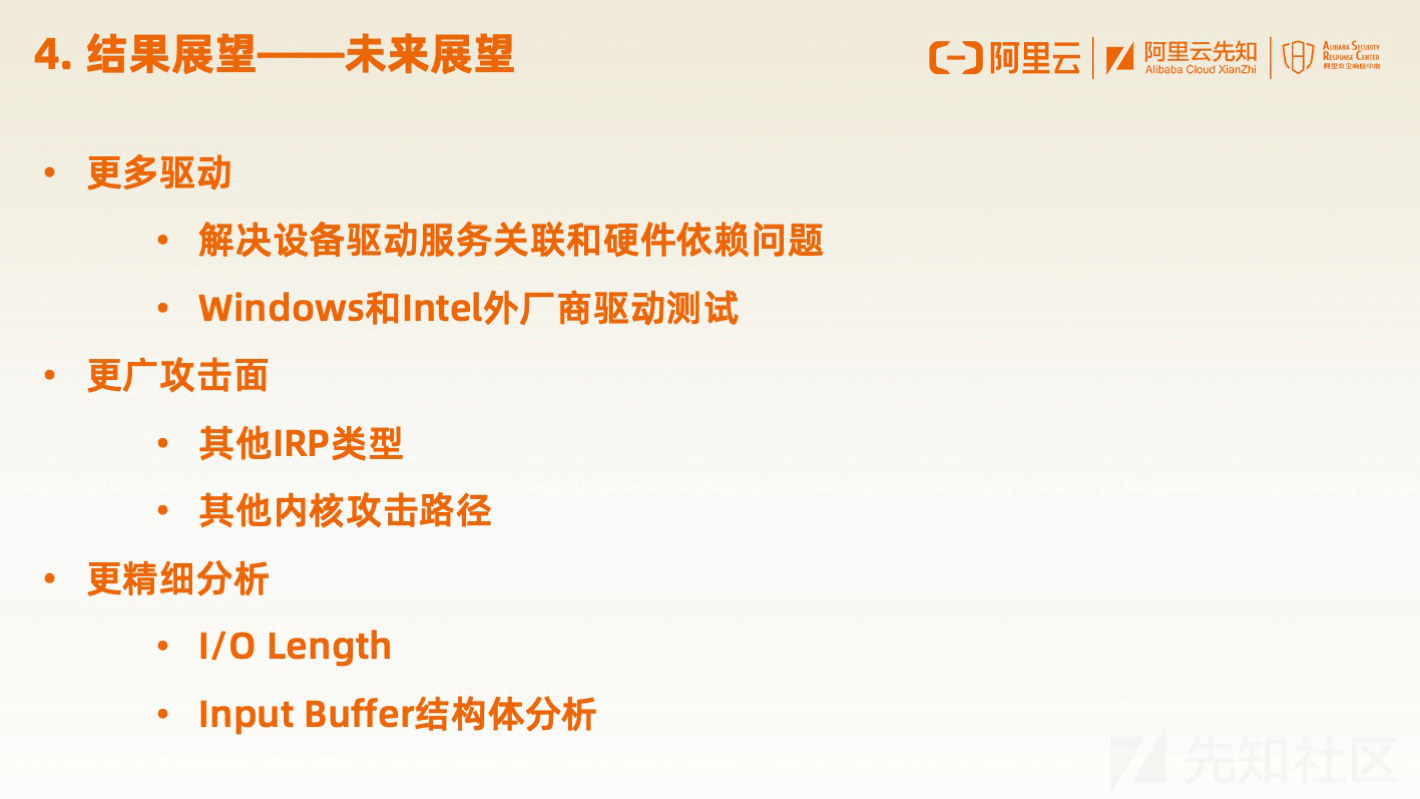 4. 结果展望——未来展望
阿里云
阿里云先知
Alibaba Cloud XianZhi
ALIBABA SECURITY
RESPONSE CENTER
阿里安全响应中心
• 更多驱动
• 解决设备驱动服务关联和硬件依赖问题
• Windows和Intel外厂商驱动测试
• 更广攻击面
• 其他IRP类型
• 其他内核攻击路径
• 更精细分析
• I/O Length
• Input Buffer结构体分析
先知社区